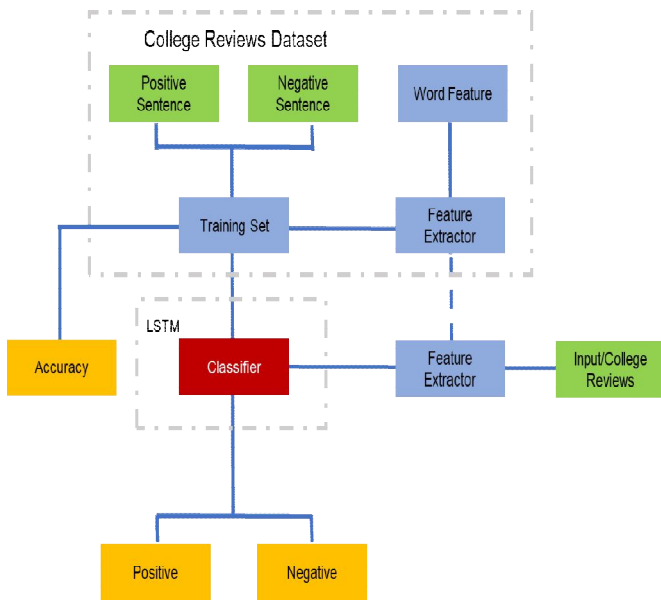 College Reviews Dataset
Positive
Sentence
Negative
Sentence
Word Feature
Training Set
Feature
Extractor
LSTM
Accuracy
Classifier
Feature
Extractor
Input/College
Reviews
Positive
Negative